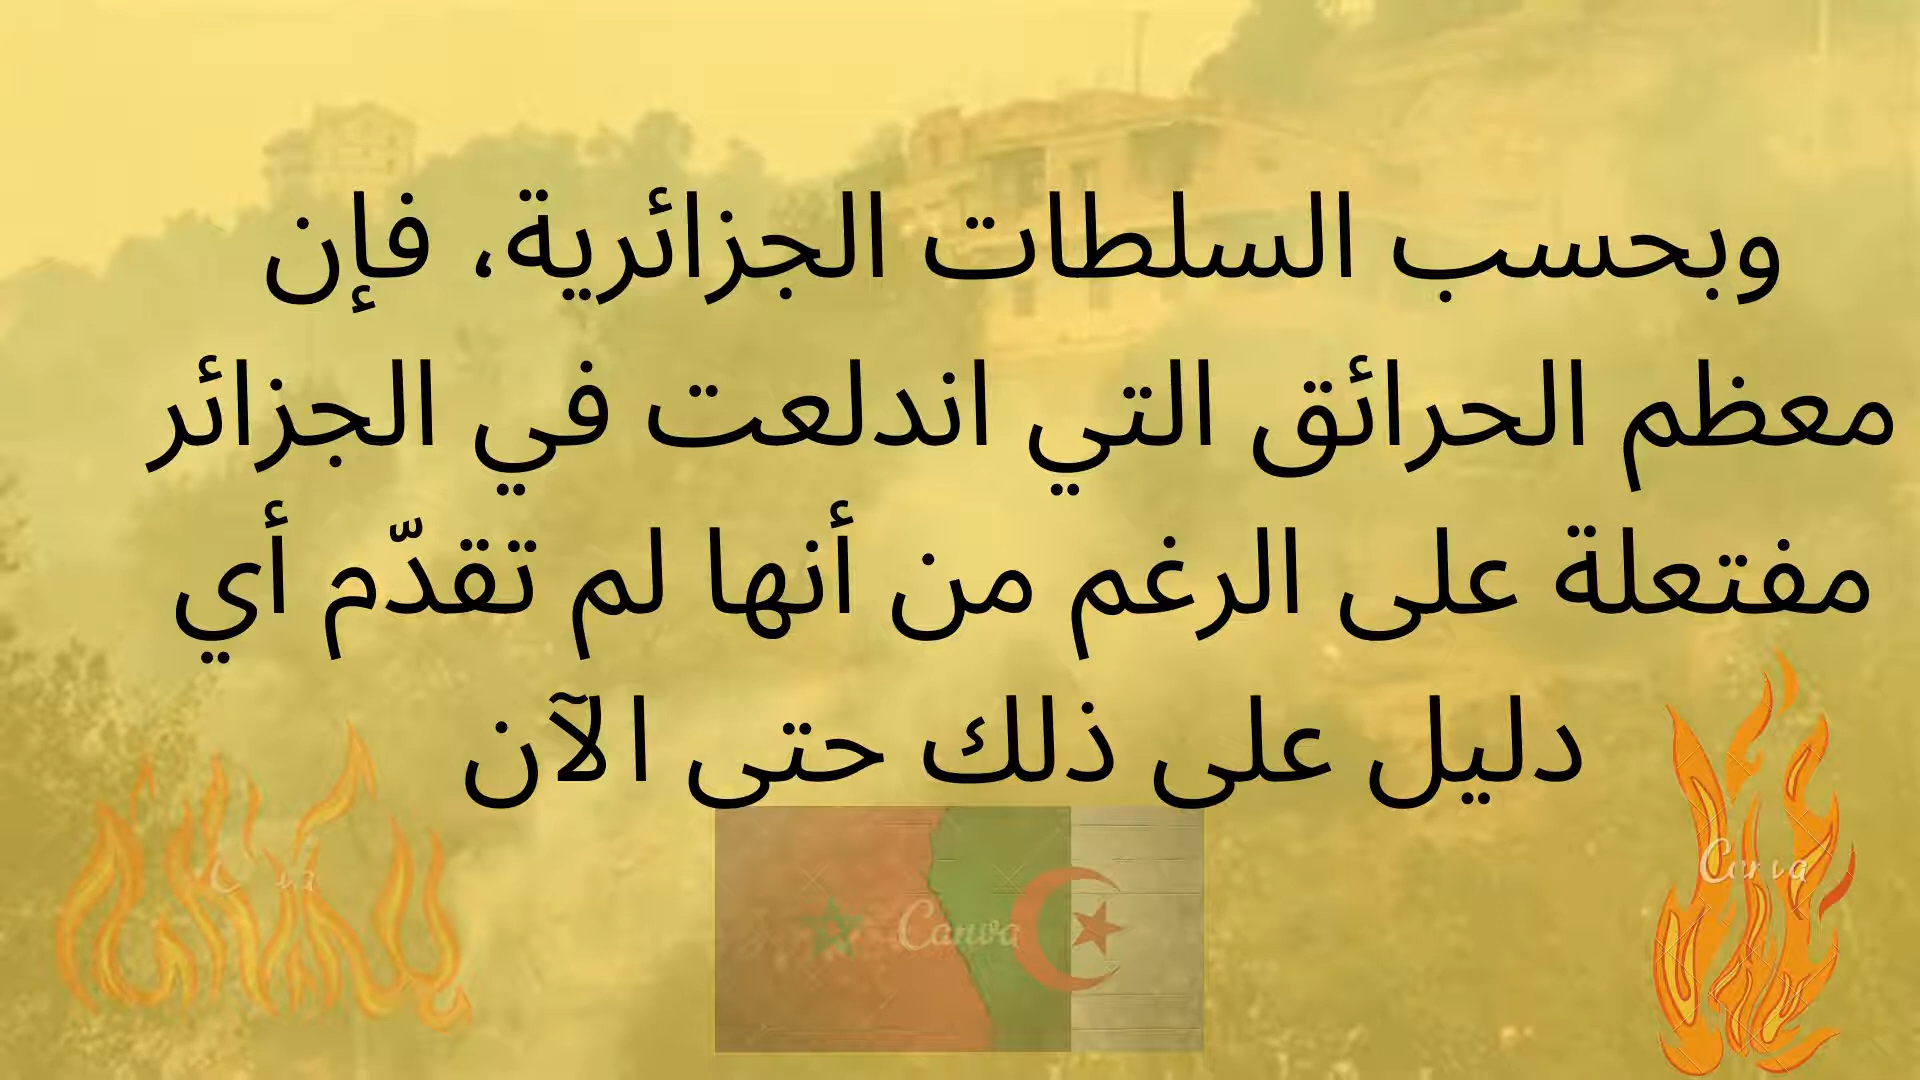 وبحسب السلطات الجزائرية، فإن
معظم الحرائق التي اندلعت في الجزائر
مفتعلة على الرغم من أنها لم تقدّم أي
دليل على ذلك حتى الآن
Canva
Canva
Canva